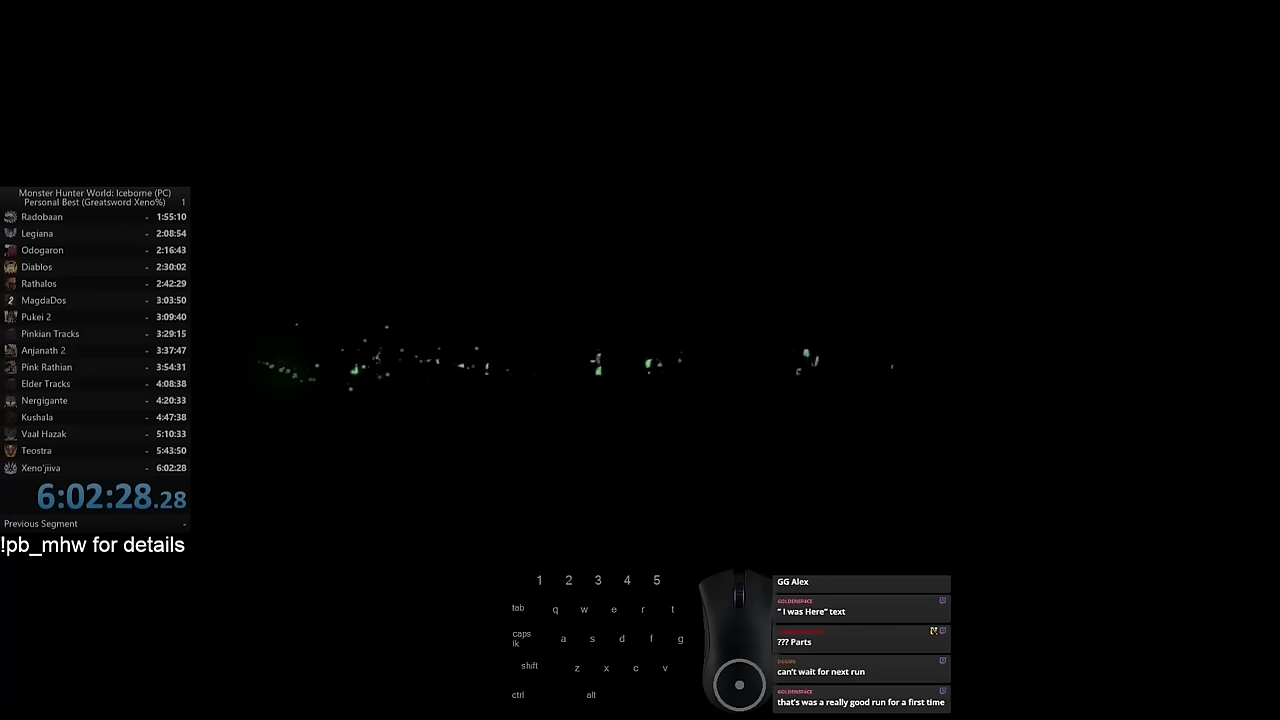 Monster Hunter World: Iceborne (PC)
Personal Best (Greatsword Xeno%) 1
Radobaan - 1:55:10
Legiana - 2:08:54
Odogaron - 2:16:43
Diablos - 2:30:02
Rathalos - 2:42:29
MagdaDos - 3:03:50
Pukei 2 - 3:09:40
Pinkian Tracks - 3:29:15
Anjanath 2 - 3:37:47
Pink Rathian - 3:54:31
Elder Tracks - 4:08:38
Nergigante - 4:20:33
Kushala - 4:47:38
Vaal Hazak - 5:10:33
Teostra - 5:43:50
Xeno'jiiva - 6:02:28
6:02:28.28
Previous Segment -
!pb_mhw for details
1 2 3 4 5
tab q w e r t
caps lk a s d f g
shift z x c v
ctrl alt
GG Alex
GOLDENSP4CE
“ I was Here” text
??? Parts
can't wait for next run
GOLDENSP4CE
that's was a really good run for a first time